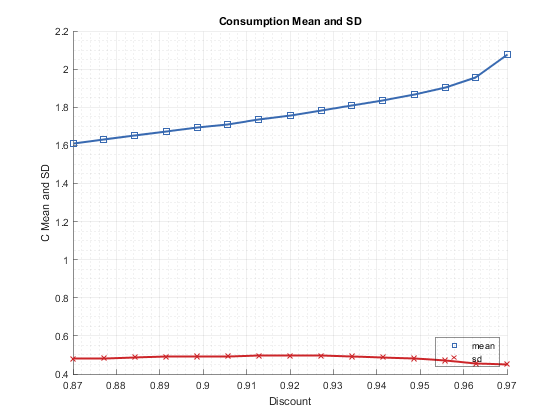 Consumption Mean and SD
2.2
2
1.8
1.6
1.4
1.2
1
0.8
0.6
0.4
C Mean and SD
mean
sd
0.87 0.88 0.89 0.9 0.91 0.92 0.93 0.94 0.95 0.96 0.97
Discount